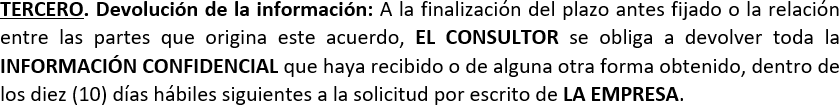 TERCERO. Devolución de la información: A la finalización del plazo antes fijado o la relación
entre las partes que origina este acuerdo, EL CONSULTOR se obliga a devolver toda la
INFORMACIÓN CONFIDENCIAL que haya recibido o de alguna otra forma obtenido, dentro de
los diez (10) días hábiles siguientes a la solicitud por escrito de LA EMPRESA.